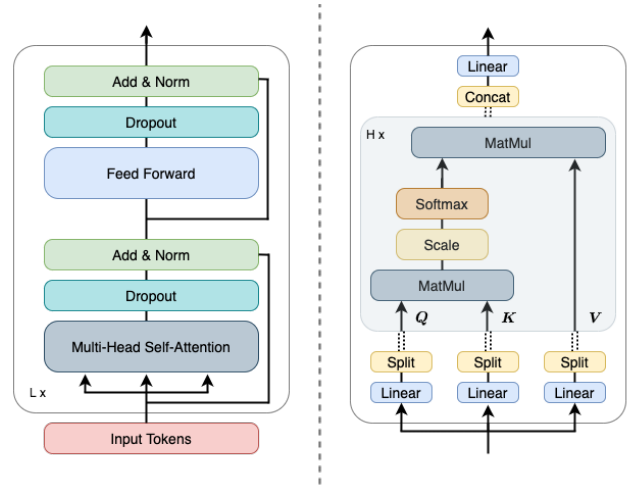 Add & Norm
Dropout
Feed Forward
Add & Norm
Dropout
Multi-Head Self-Attention
L x
Input Tokens
Linear
Concat
H x
MatMul
Softmax
Scale
MatMul
Q K V
Split Split Split
Linear Linear Linear